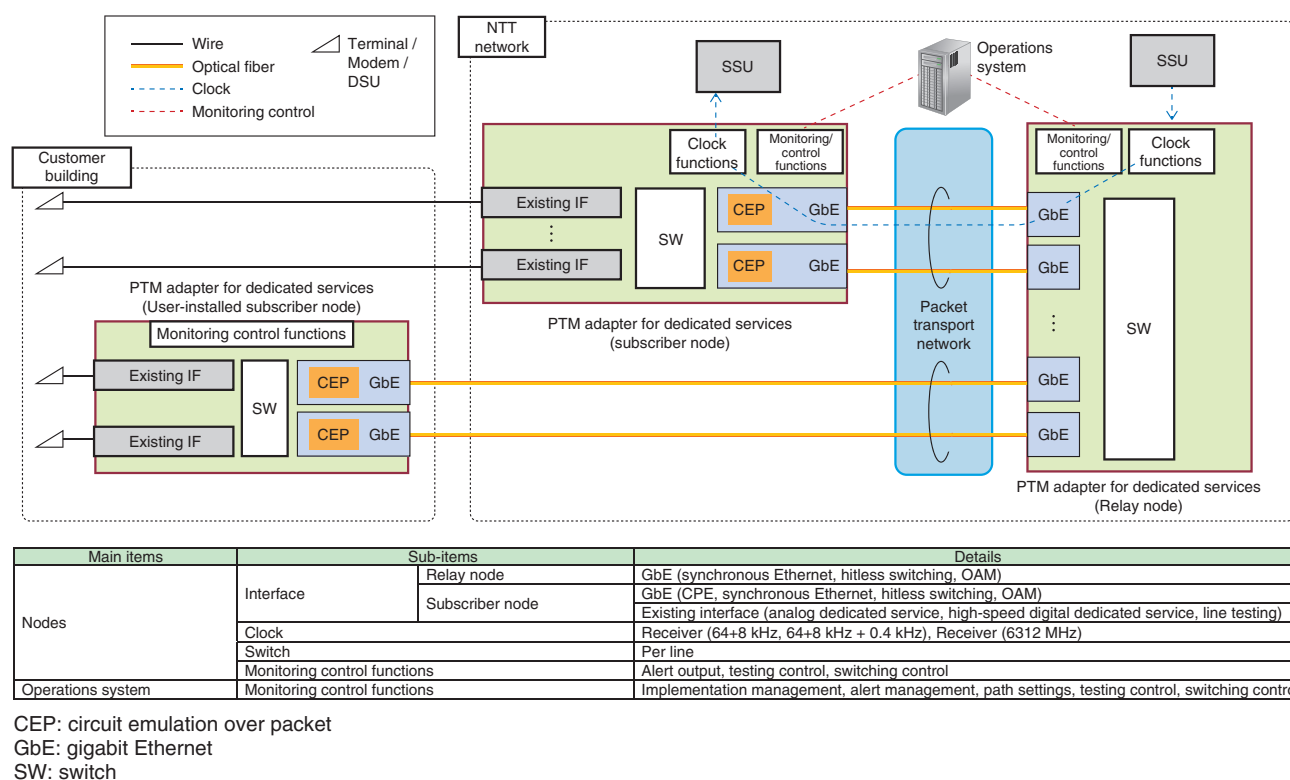 Wire
Optical fiber
Clock
Monitoring control
Terminal /
Modem /
DSU
NTT
network
SSU
Operations
system
SSU
Customer
building
Clock
functions
Monitoring/
control
functions
Monitoring/
control
functions
Clock
functions
Existing IF
⋮
Existing IF
SW
CEP GbE
CEP GbE
GbE
GbE
⋮
GbE
GbE
SW
Packet
transport
network
PTM adapter for dedicated services
(subscriber node)
PTM adapter for dedicated services
(User-installed subscriber node)
Monitoring control functions
Existing IF
Existing IF
SW
CEP GbE
CEP GbE
PTM adapter for dedicated services
(Relay node)
Main items Sub-items Details
Nodes Interface Relay node GbE (synchronous Ethernet, hitless switching, OAM)
Subscriber node GbE (CPE, synchronous Ethernet, hitless switching, OAM)
Existing interface (analog dedicated service, high-speed digital dedicated service, line testing)
Clock Receiver (64+8 kHz, 64+8 kHz + 0.4 kHz), Receiver (6312 MHz)
Switch Per line
Monitoring control functions Alert output, testing control, switching control
Operations system Monitoring control functions Implementation management, alert management, path settings, testing control, switching contro
CEP: circuit emulation over packet
GbE: gigabit Ethernet
SW: switch